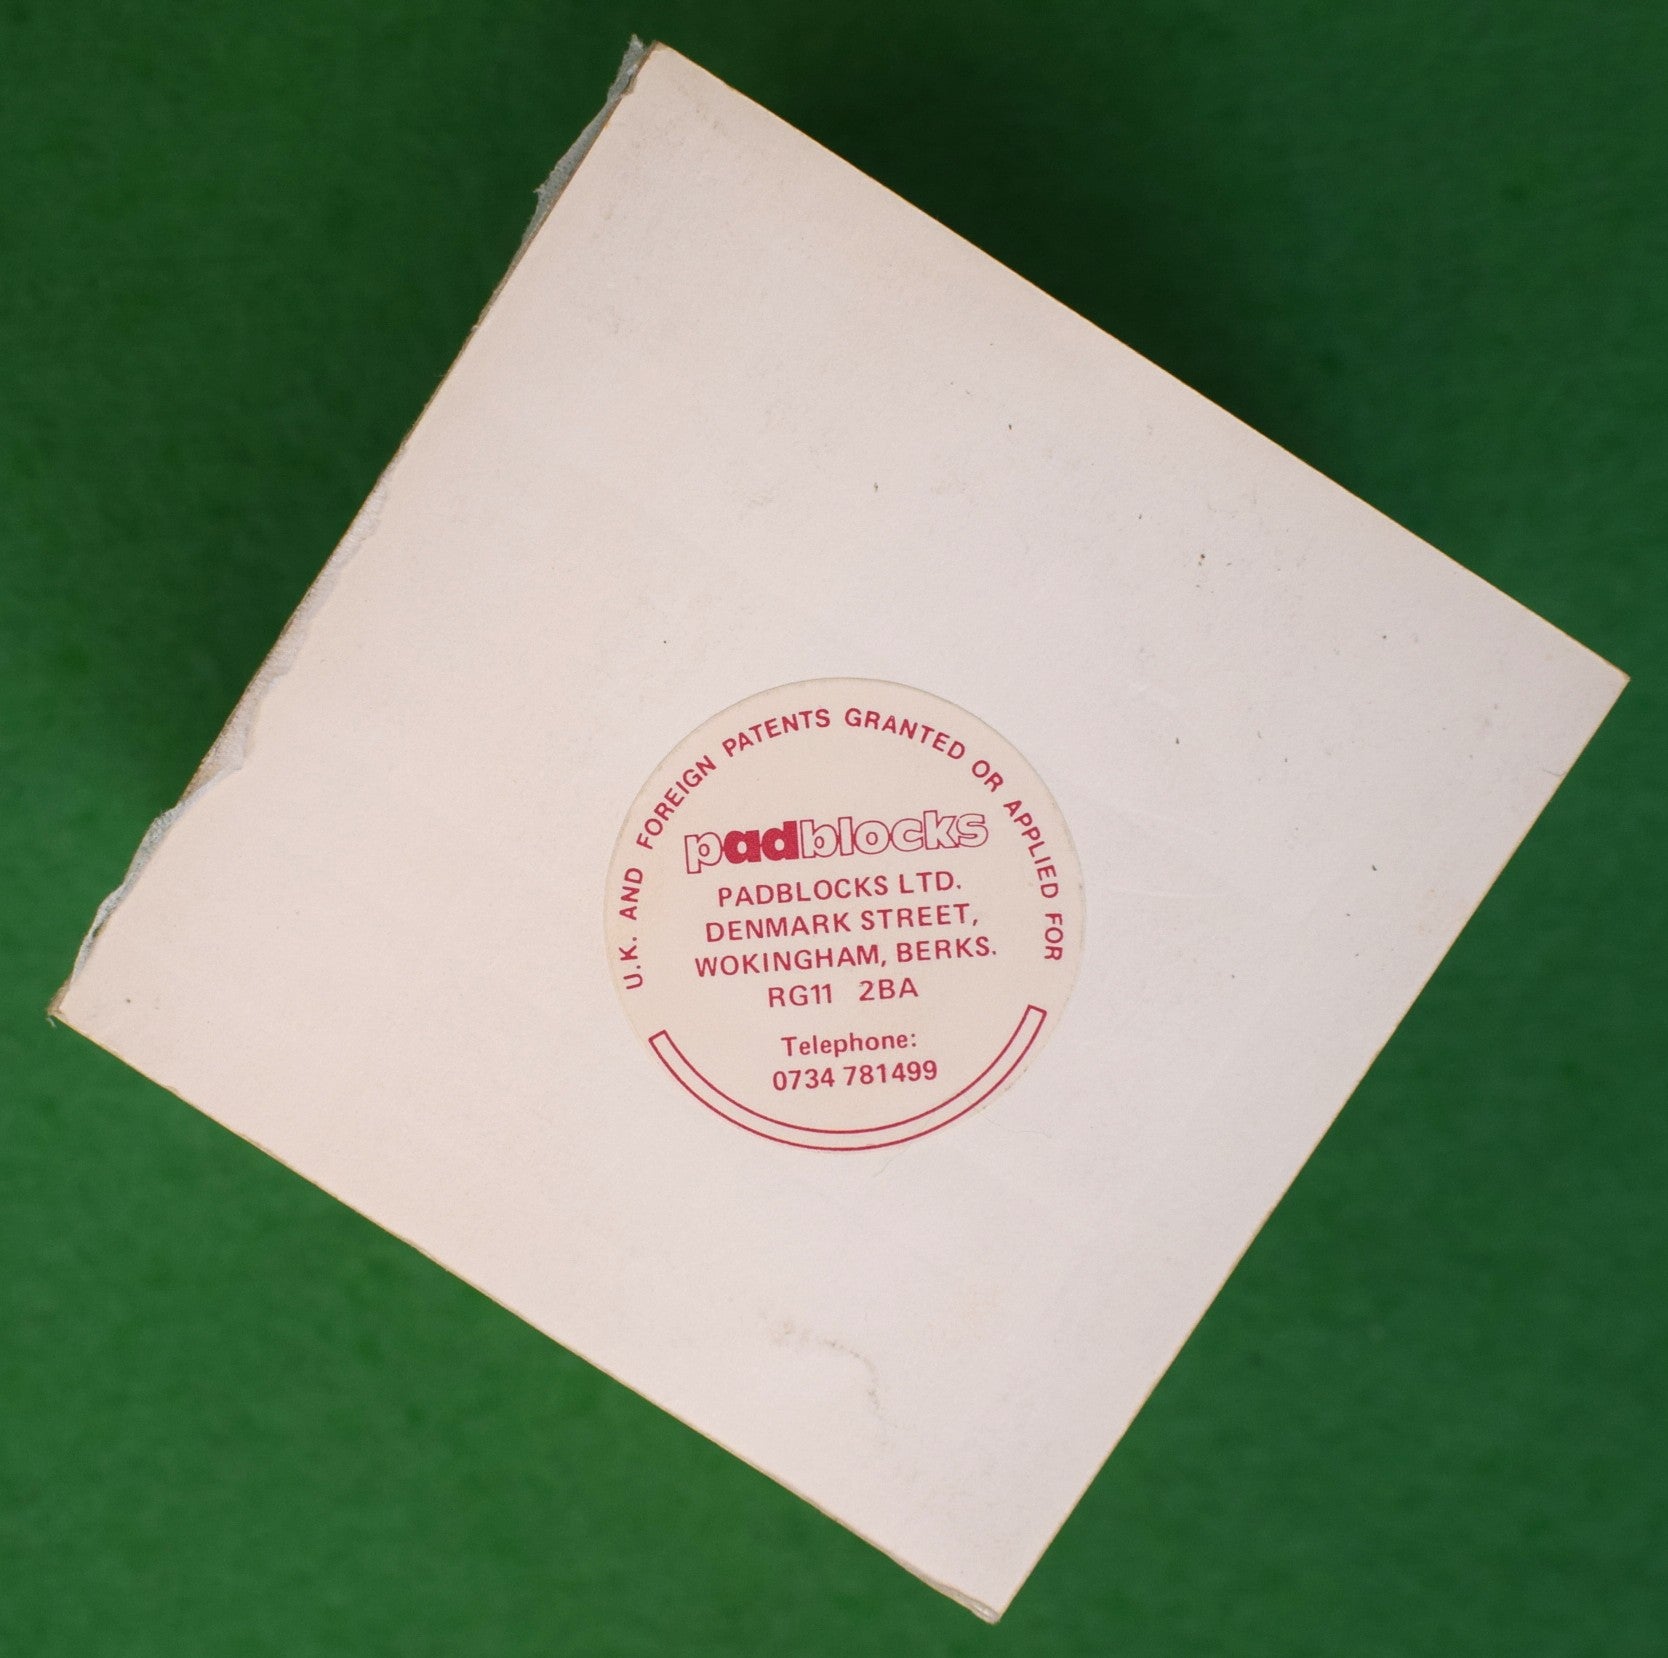 U.K. AND FOREIGN PATENTS GRANTED OR APPLIED FOR
padblocks
PADBLOCKS LTD.
DENMARK STREET,
WOKINGHAM, BERKS.
RG11 2BA
Telephone:
0734 781499